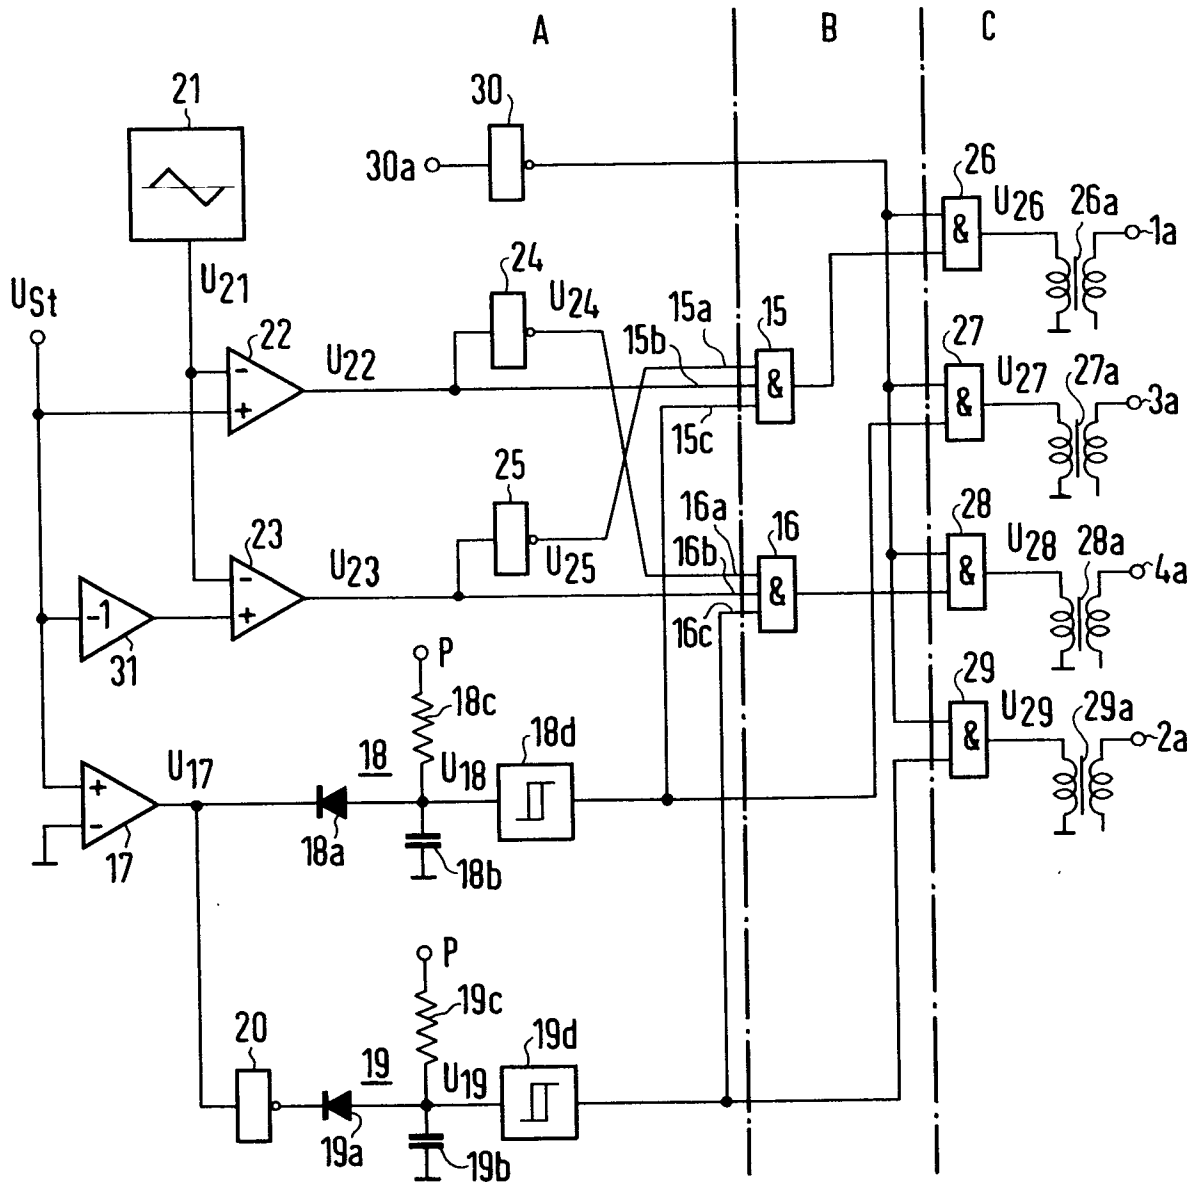 A B C
21
30
30a
26
U26
26a
1a
&
USt
U21
24
U24
22
U22
-
+
15a
15
15b
&
15c
27
U27
27a
3a
&
25
U25
23
U23
-
+
-1
31
16a
16
16b
&
16c
28
U28
28a
4a
&
P
18c
18
U18
18d
U17
+
-
17
18a
18b
29
U29
29a
2a
&
P
19c
19
U19
19d
20
19a
19b